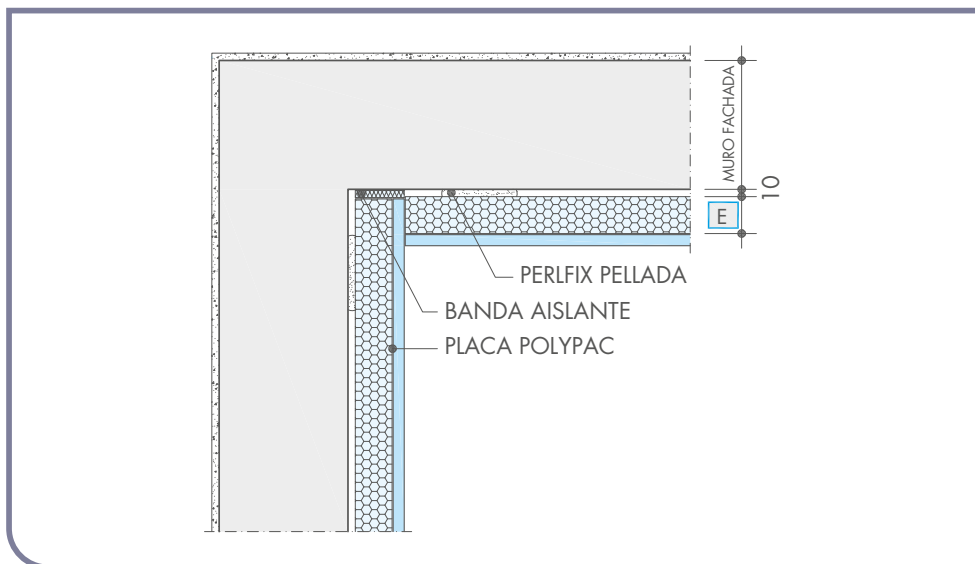 MURO FACHADA
10
E
PERLFIX PELLADA
BANDA AISLANTE
PLACA POLYPAC